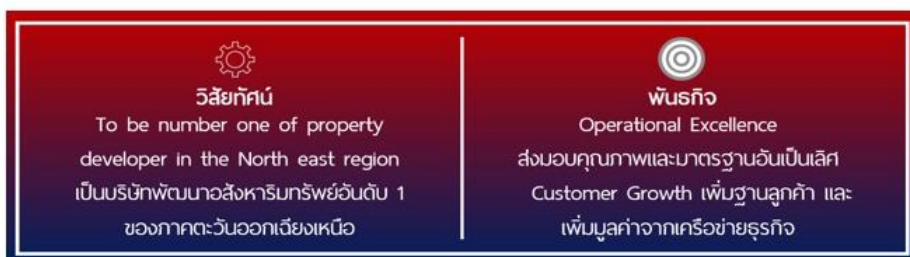 วิสัยทัศน์
To be number one of property
developer in the North east region
เป็นบริษัทพัฒนาอสังหาริมทรัพย์อันดับ 1
ของภาคตะวันออกเฉียงเหนือ
พันธกิจ
Operational Excellence
ส่งมอบคุณภาพและมาตรฐานอันเป็นเลิศ
Customer Growth เพิ่มฐานลูกค้า และ
เพิ่มมูลค่าจากเครือข่ายธุรกิจ